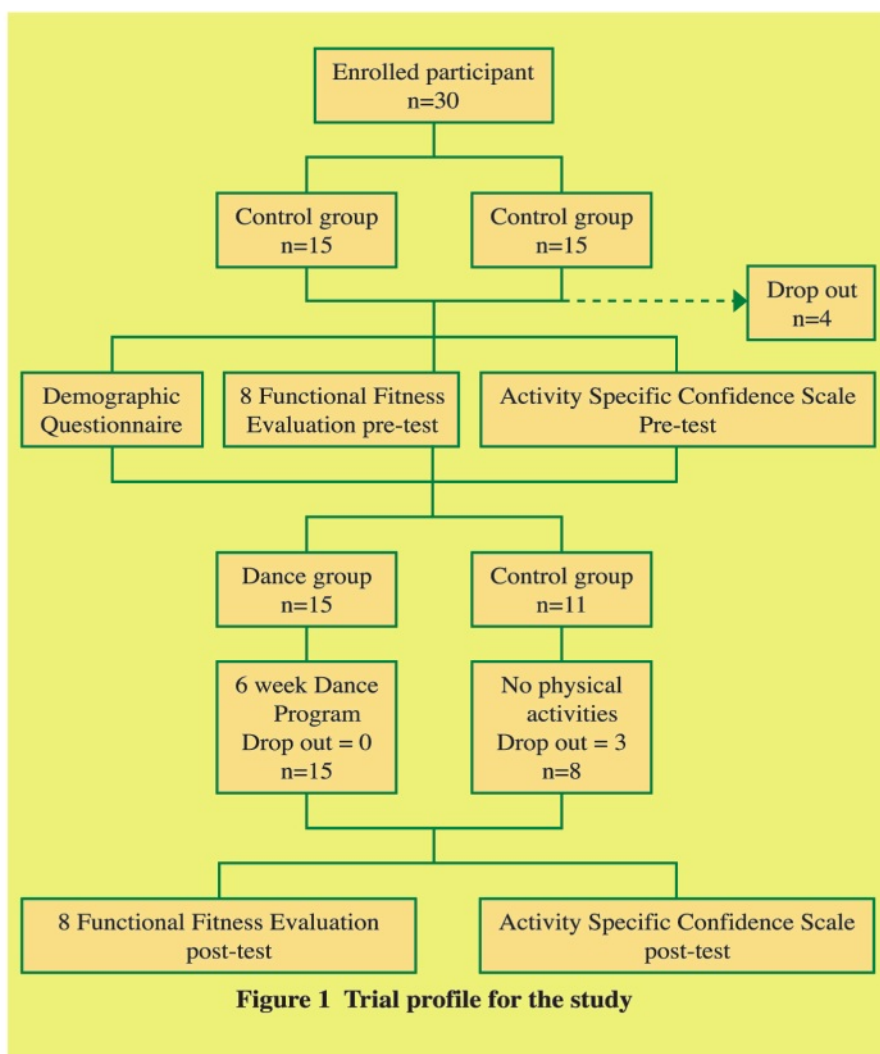 Enrolled participant
n=30
Control group
n=15
Control group
n=15
Drop out
n=4
Demographic
Questionnaire
8 Functional Fitness
Evaluation pre-test
Activity Specific Confidence Scale
Pre-test
Dance group
n=15
Control group
n=11
6 week Dance
Program
Drop out = 0
n=15
No physical
activities
Drop out = 3
n=8
8 Functional Fitness Evaluation
post-test
Activity Specific Confidence Scale
post-test
Figure 1 Trial profile for the study